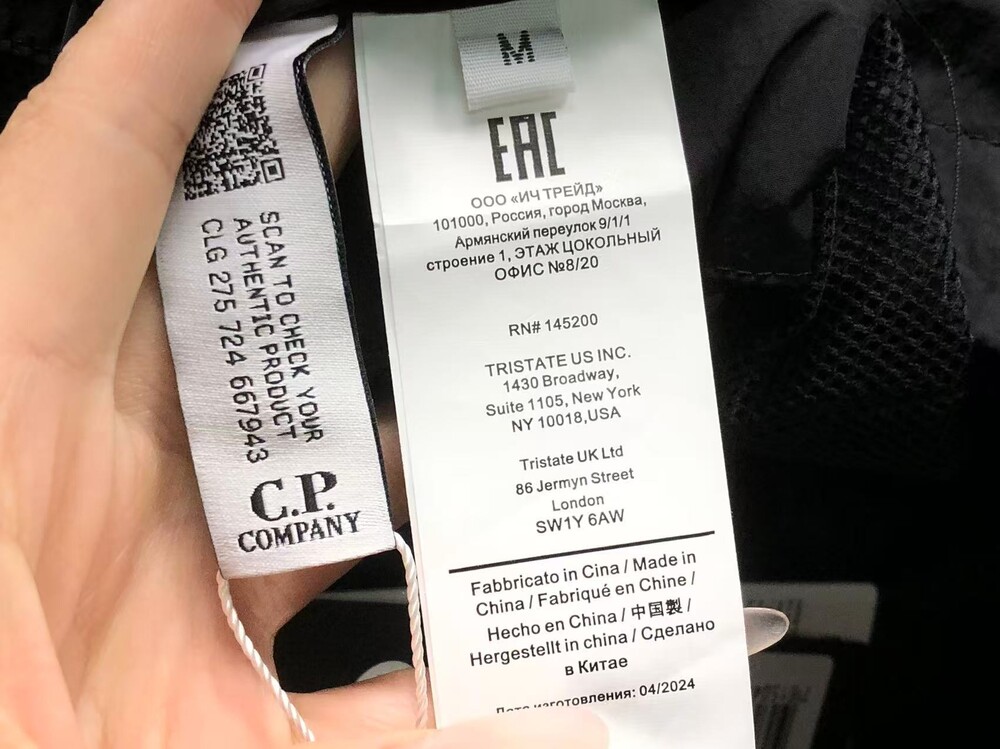 SCAN TO CHECK YOUR
AUTHENTIC PRODUCT
CLG 275 724 667943
C.P.
COMPANY
M
EAC
ООО «ИЧ ТРЕЙД»
101000, Россия, город Москва,
Армянский переулок 9/1/1
строение 1, ЭТАЖ ЦОКОЛЬНЫЙ
ОФИС №8/20
RN# 145200
TRISTATE US INC.
1430 Broadway,
Suite 1105, New York
NY 10018,USA
Tristate UK Ltd
86 Jermyn Street
London
SW1Y 6AW
Fabbricato in Cina / Made in
China / Fabriqué en Chine /
Hecho en China / 中国製 /
Hergestellt in china / Сделано
в Китае
Дата изготовления: 04/2024